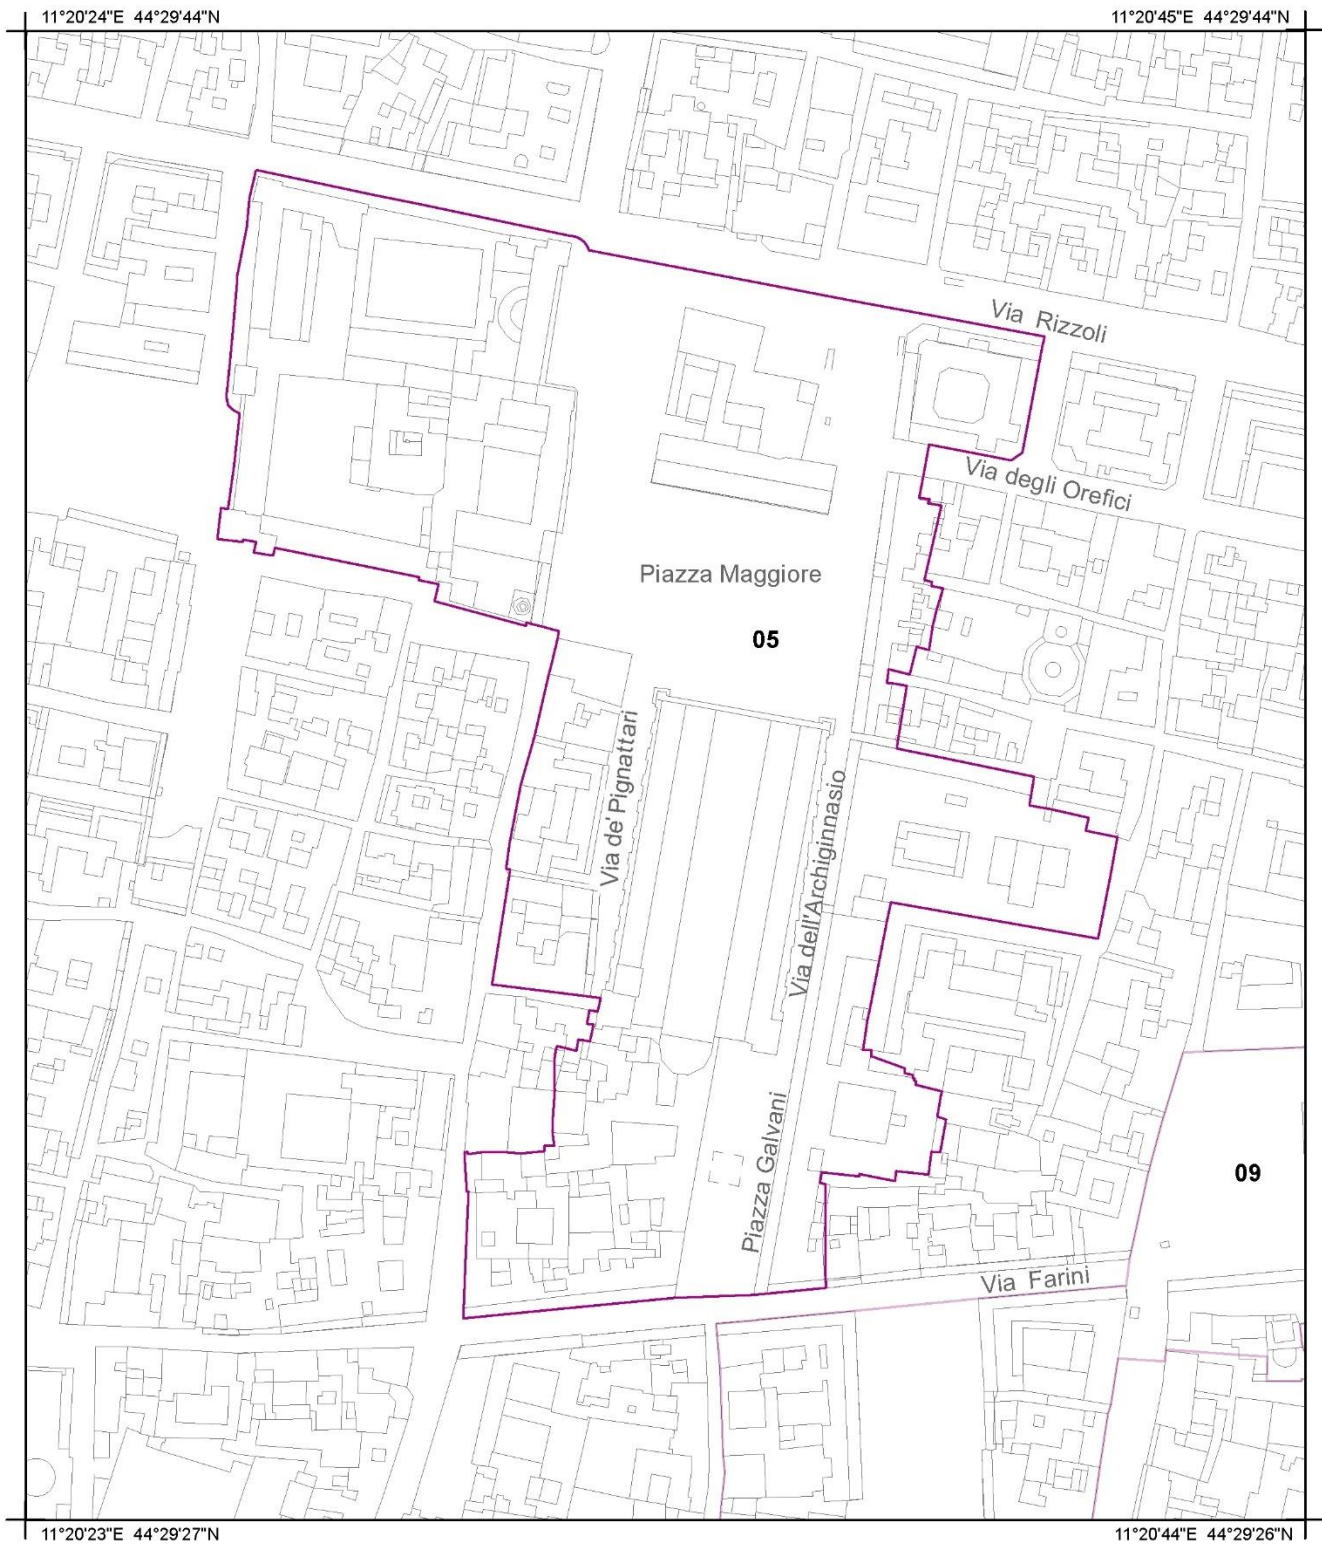 11°20'24"E 44°29'44"N
11°20'45"E 44°29'44"N
Via Rizzoli
Via degli Orefici
Piazza Maggiore
05
Via de' Pignattari
Via dell'Archiginnasio
Piazza Galvani
09
Via Farini
11°20'23"E 44°29'27"N
11°20'44"E 44°29'26"N